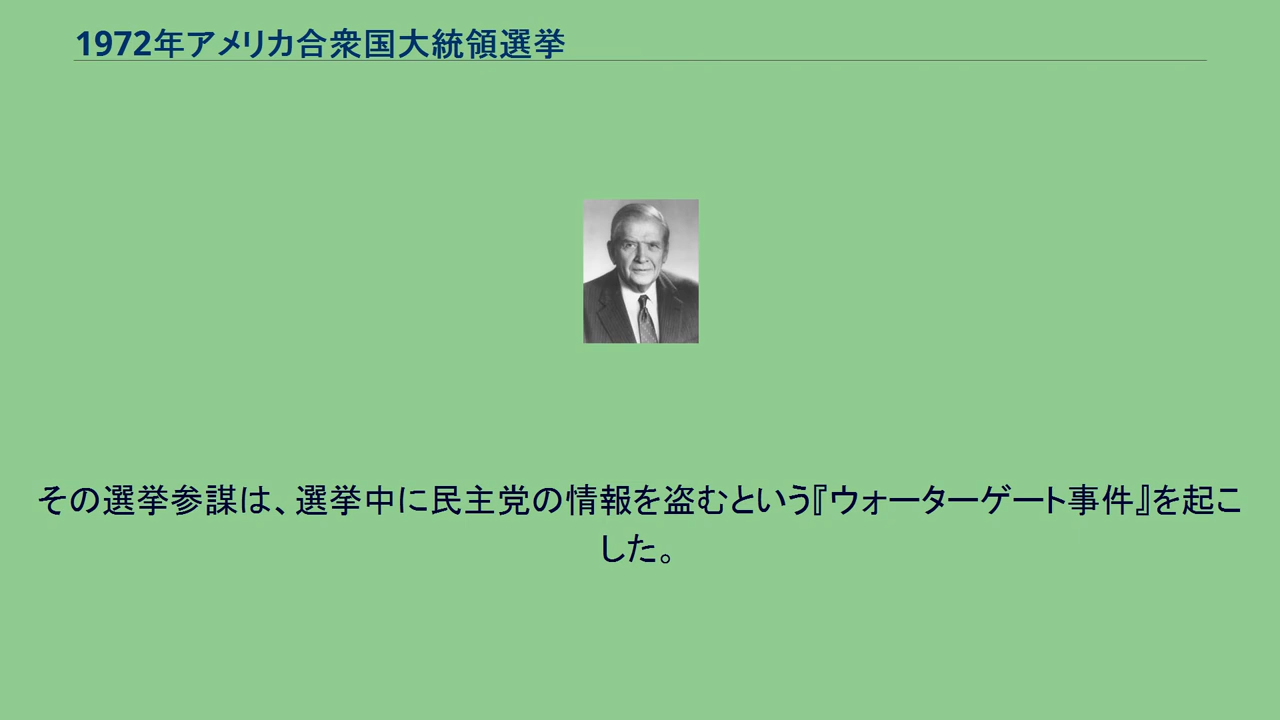 1972年アメリカ合衆国大統領選挙
その選挙参謀は、選挙中に民主党の情報を盗むという『ウォーターゲート事件』を起こ
した。